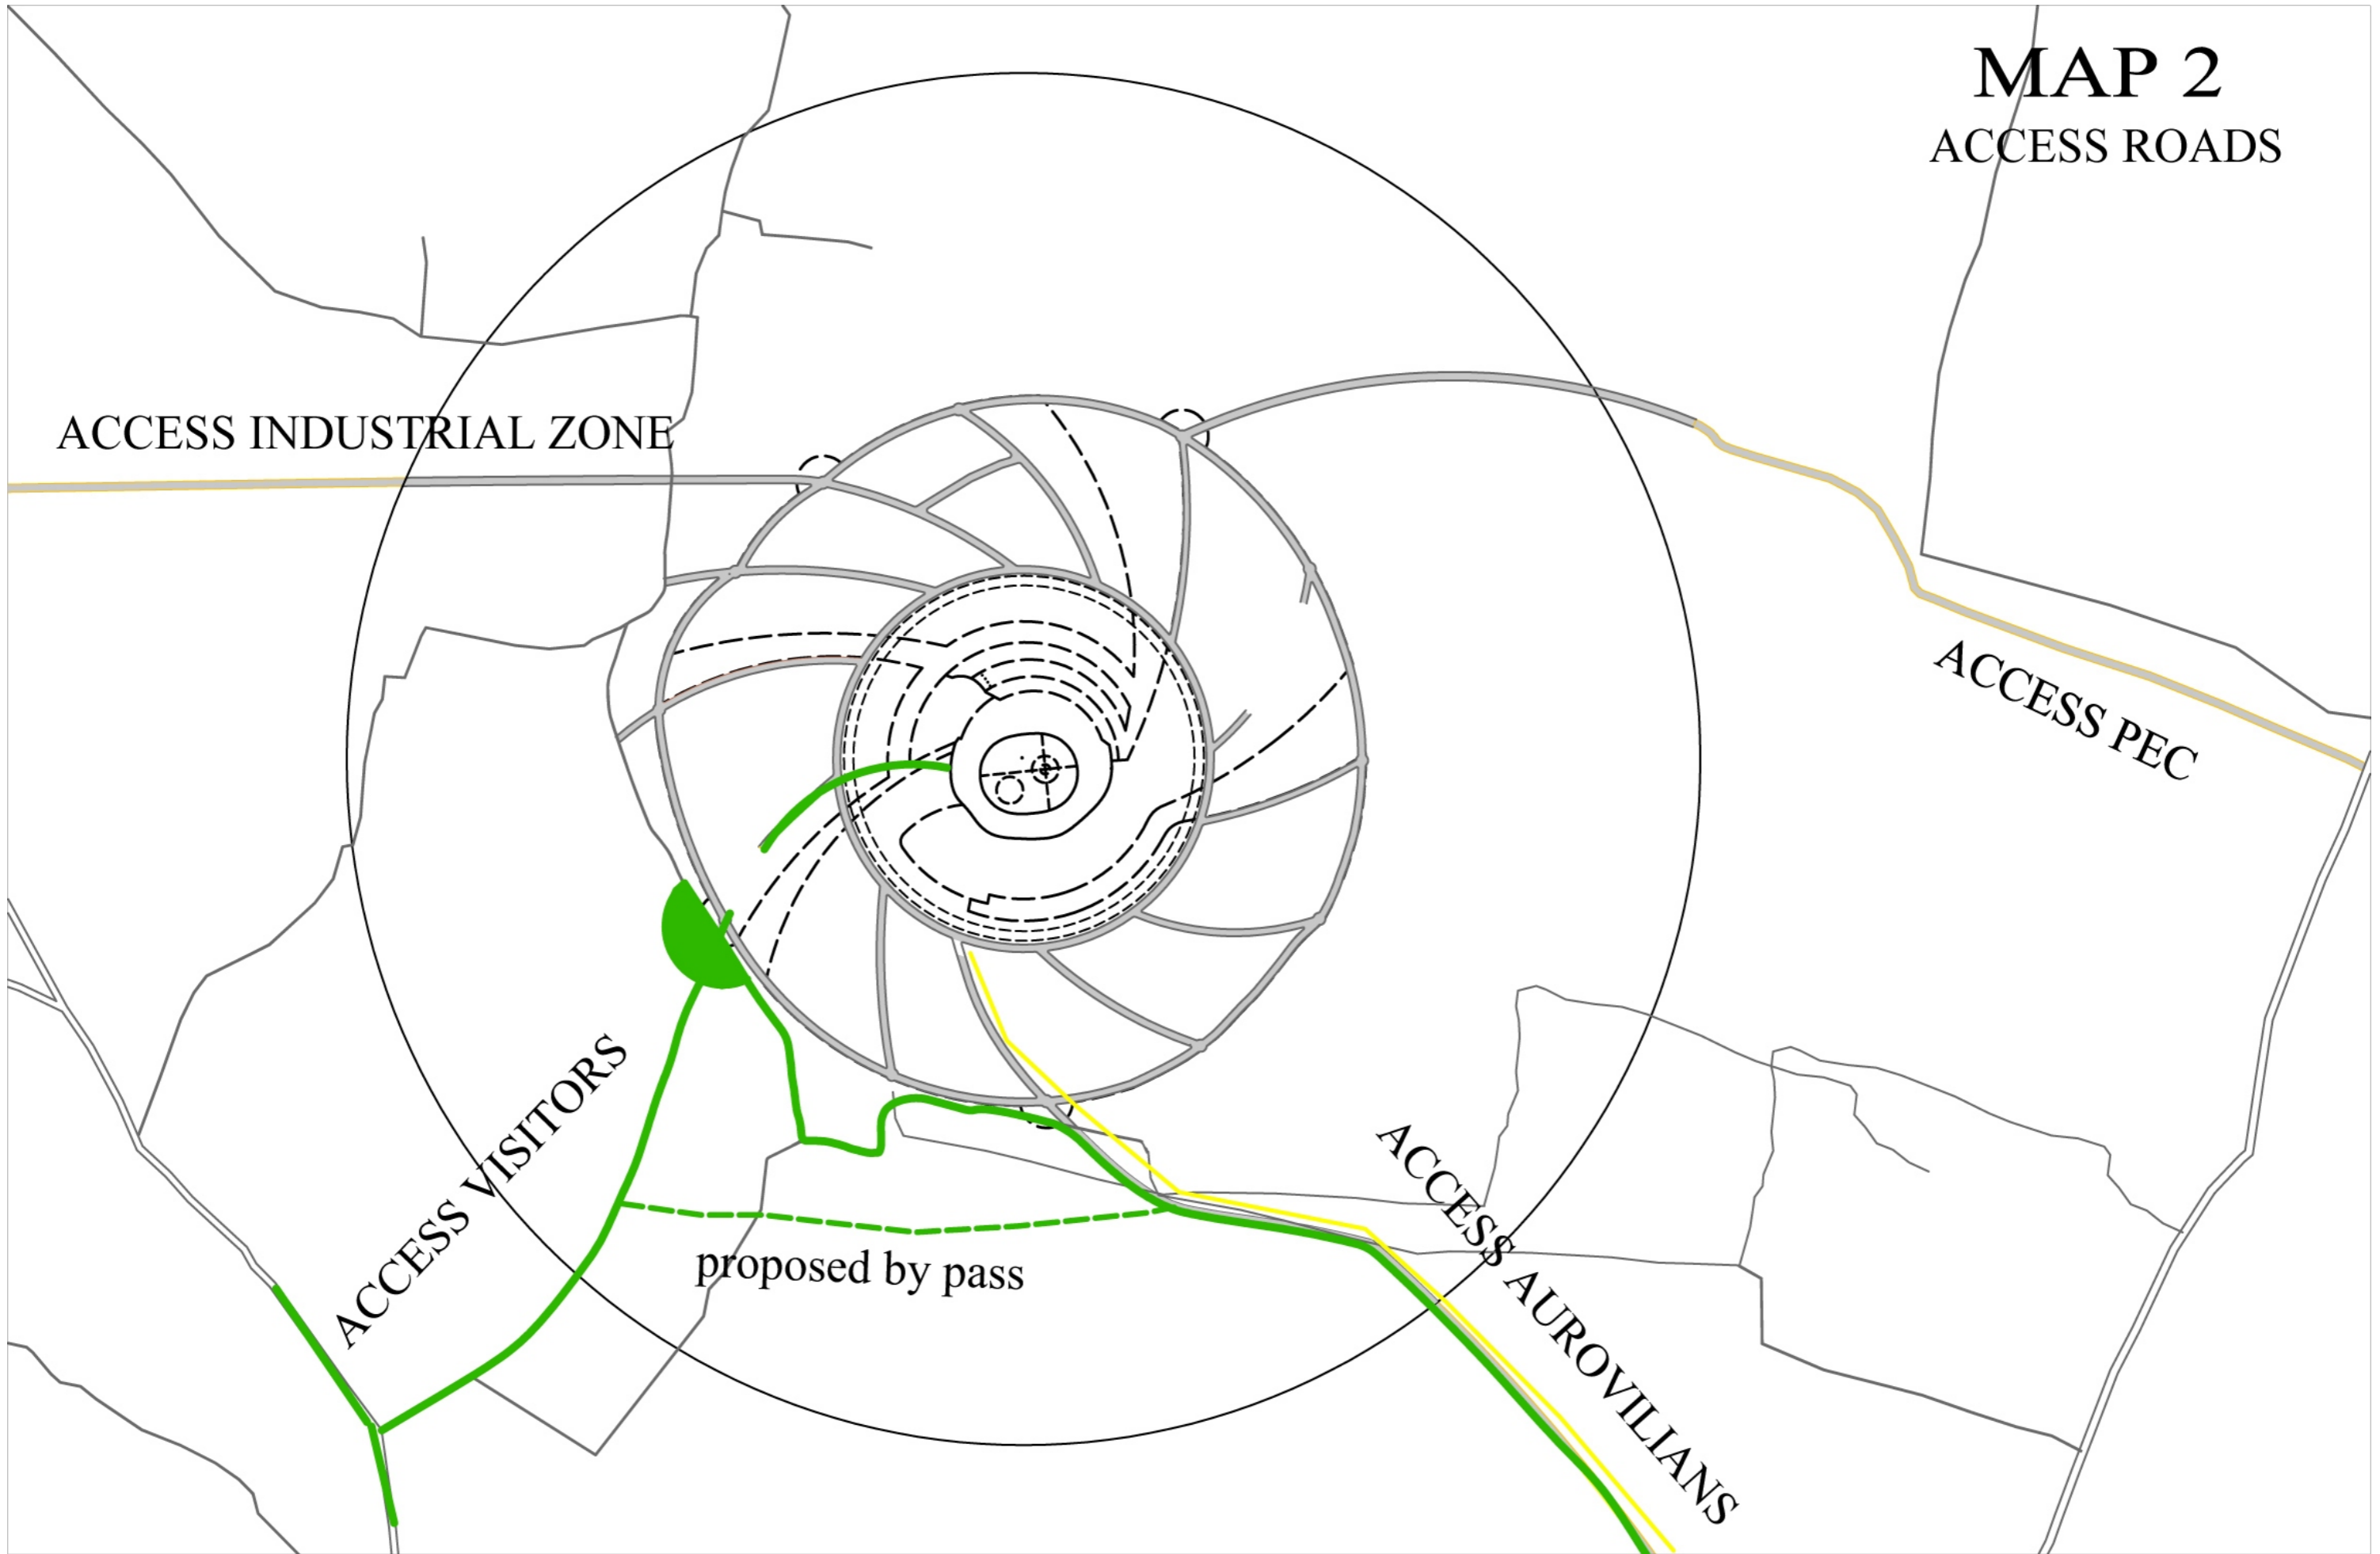 MAP 2
ACCESS ROADS
ACCESS INDUSTRIAL ZONE
ACCESS PEC
ACCESS VISITORS
ACCESS AUROVILIANS
proposed by pass